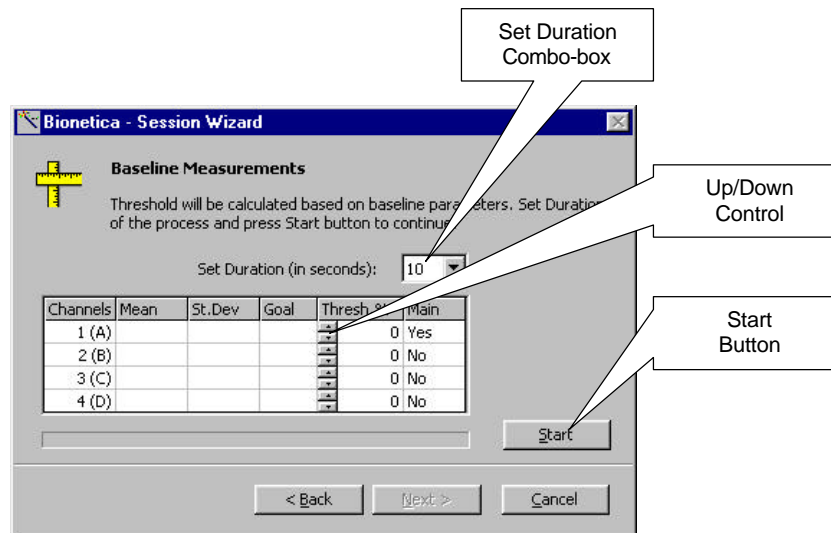 Set Duration
Combo-box
Bionetica - Session Wizard
Baseline Measurements
Threshold will be calculated based on baseline parameters. Set Duration
of the process and press Start button to continue
Up/Down
Control
Set Duration (in seconds): 10
Channels Mean St.Dev Goal Thresh % Main
1 (A) 0 Yes
2 (B) 0 No
3 (C) 0 No
4 (D) 0 No
Start
Button
Start
< Back Next > Cancel